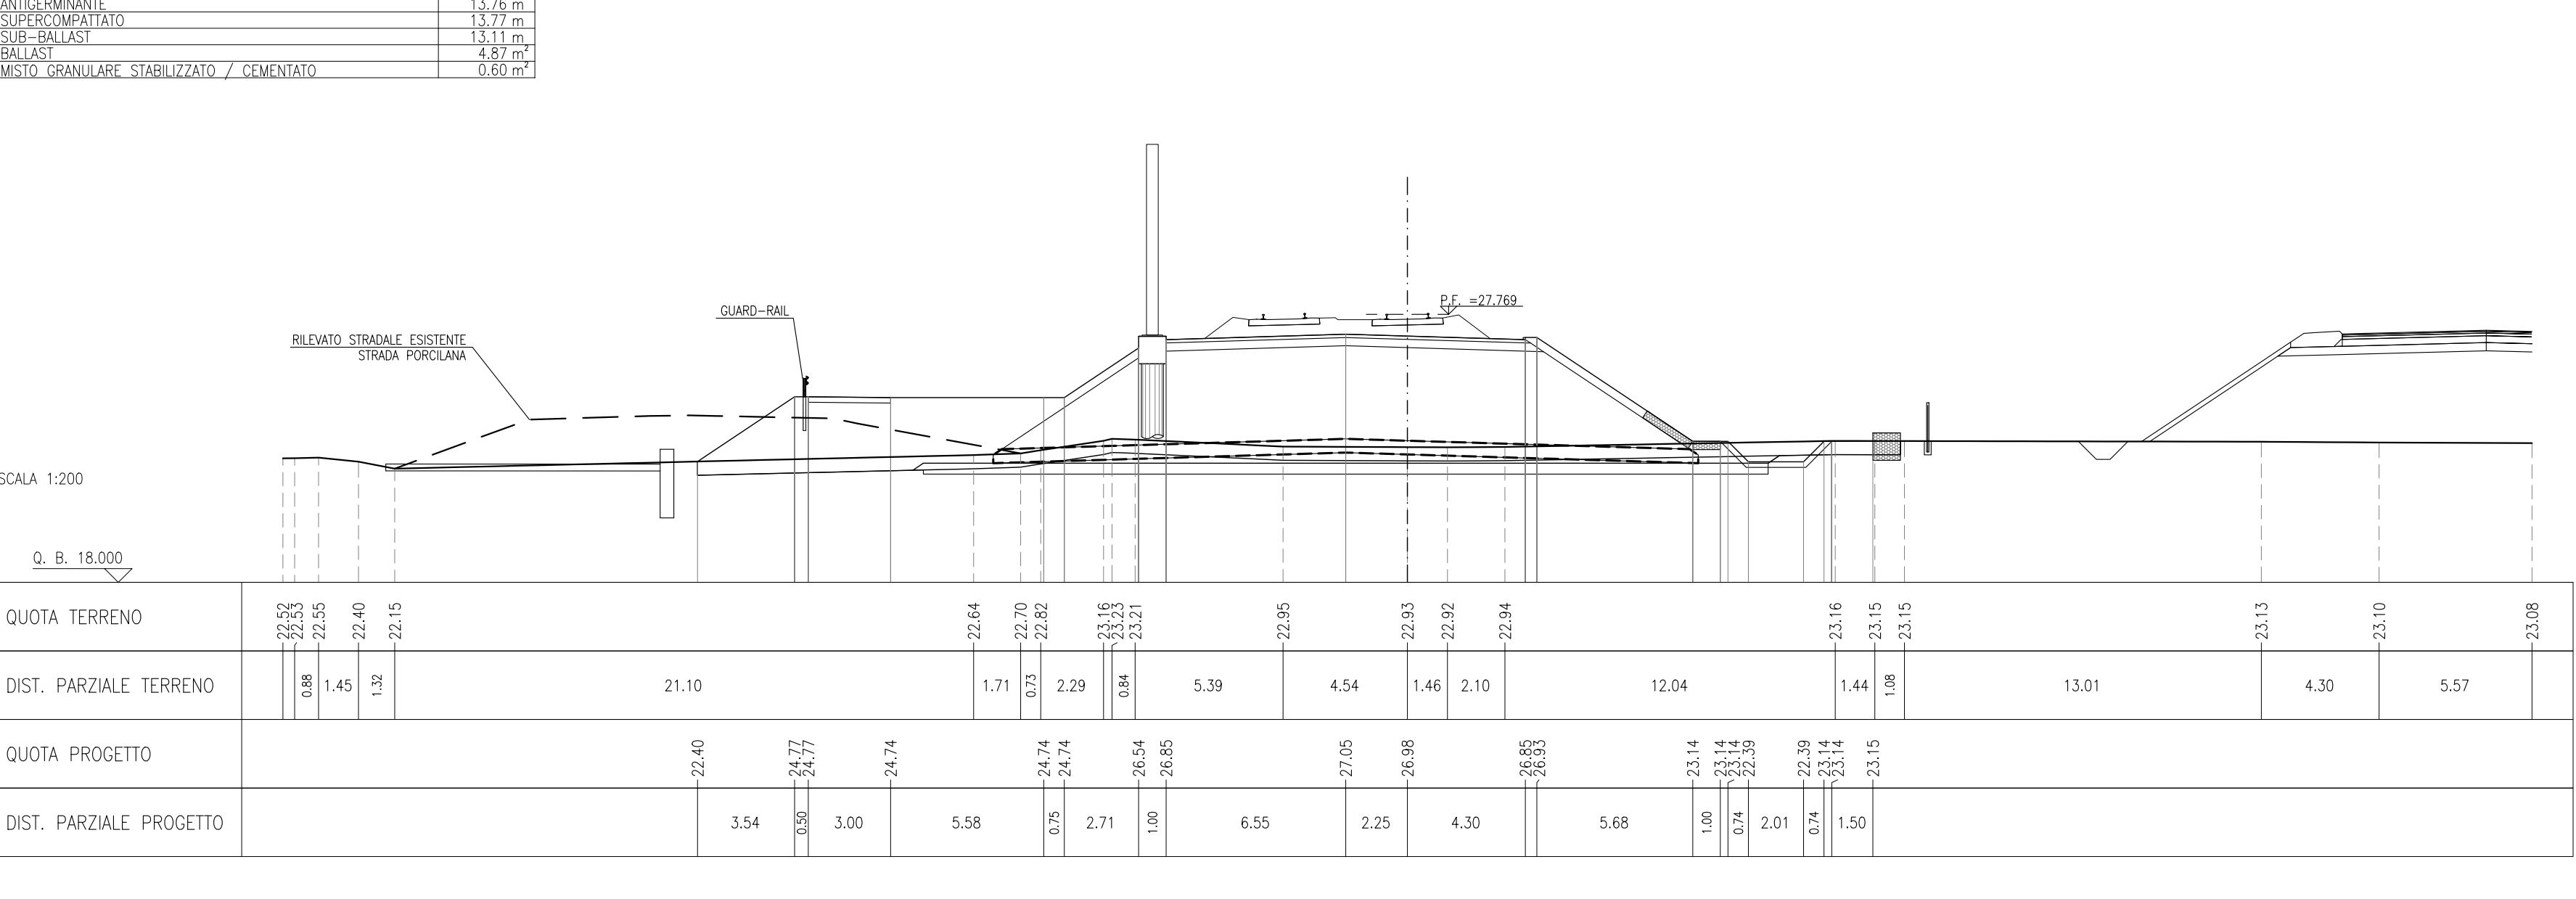 ANTIGERMINANTE 13.76 m
SUPERCOMPATTATO 13.77 m
SUB-BALLAST 13.11 m
BALLAST 4.87 m²
MISTO GRANULARE STABILIZZATO / CEMENTATO 0.60 m²
P.F. =27.769
GUARD-RAIL
RILEVATO STRADALE ESISTENTE
STRADA PORCILANA
SCALA 1:200
Q. B. 18.000
QUOTA TERRENO 22.52 22.53 22.55 22.40 22.15 22.64 22.70 22.82 23.16 23.23 23.21 22.95 22.93 22.92 22.94 23.16 23.15 23.15 23.13 23.10 23.08
DIST. PARZIALE TERRENO 0.88 1.45 1.32 21.10 1.71 0.73 2.29 0.84 5.39 4.54 1.46 2.10 12.04 1.44 1.08 13.01 4.30 5.57
QUOTA PROGETTO 22.40 24.77 24.77 24.74 24.74 24.74 26.54 26.85 27.05 26.98 26.85 26.93 23.14 23.14 23.14 22.39 22.39 23.14 23.14 23.15
DIST. PARZIALE PROGETTO 3.54 0.50 3.00 5.58 0.75 2.71 1.00 6.55 2.25 4.30 5.68 1.00 0.74 2.01 0.74 1.50